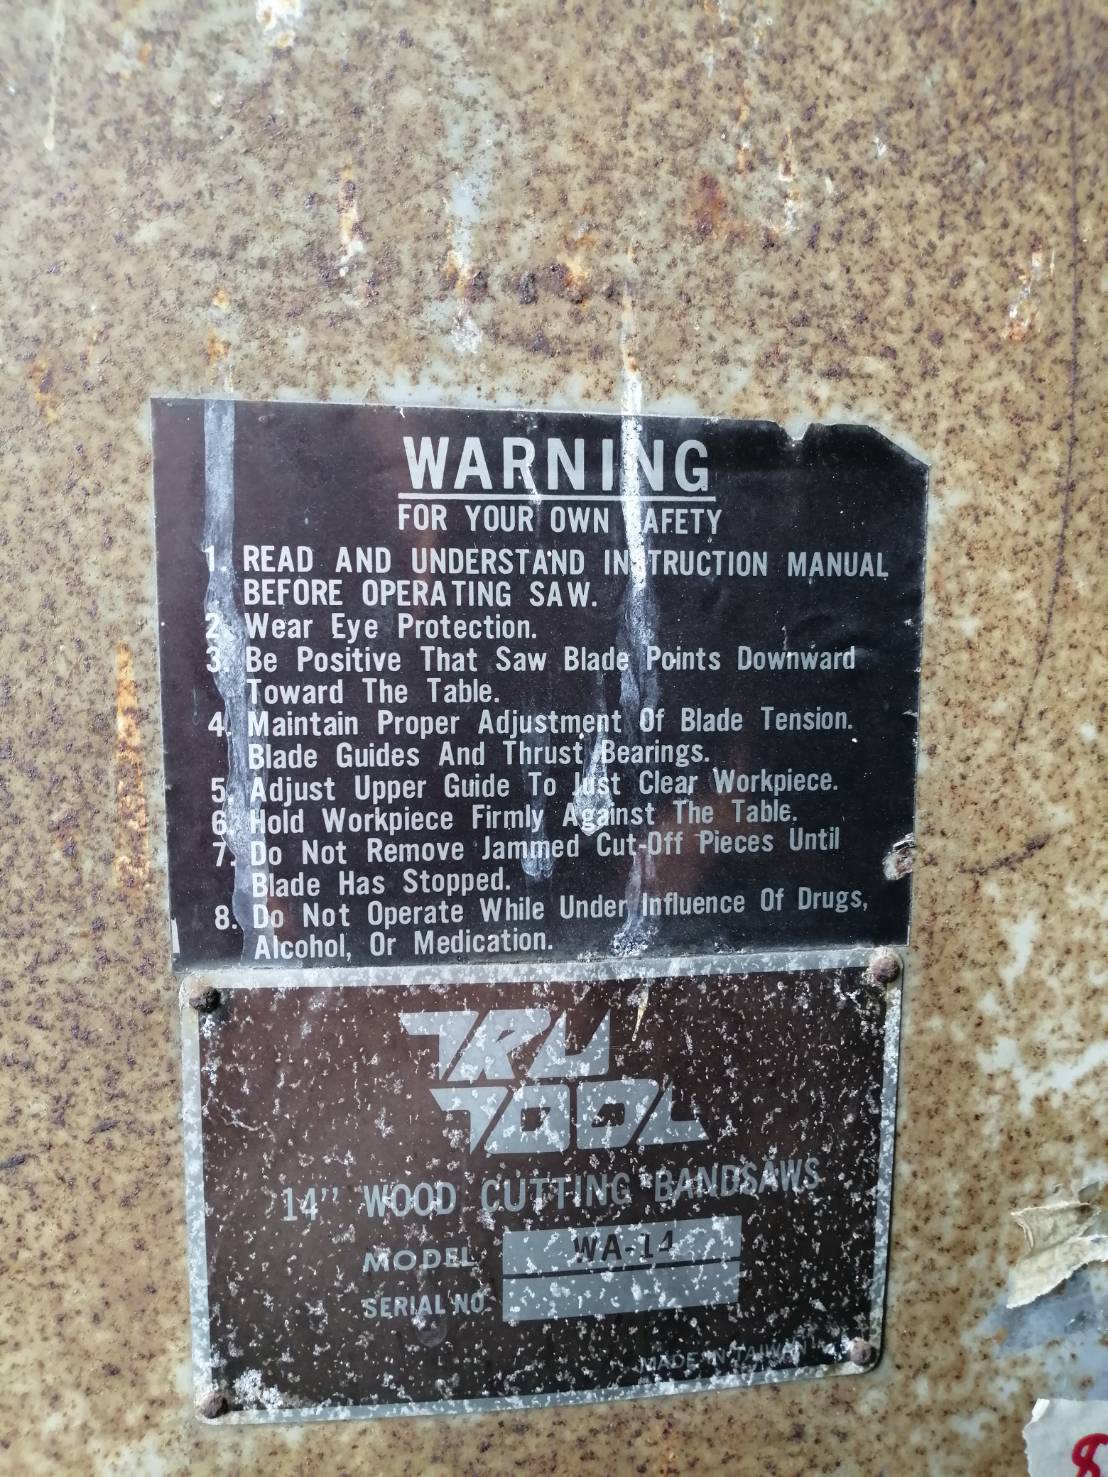 WARNING
FOR YOUR OWN SAFETY
1. READ AND UNDERSTAND INSTRUCTION MANUAL
BEFORE OPERATING SAW.
2. Wear Eye Protection.
3. Be Positive That Saw Blade Points Downward
Toward The Table.
4. Maintain Proper Adjustment Of Blade Tension.
Blade Guides And Thrust Bearings.
5. Adjust Upper Guide To Just Clear Workpiece.
6. Hold Workpiece Firmly Against The Table.
7. Do Not Remove Jammed Cut-Off Pieces Until
Blade Has Stopped.
8. Do Not Operate While Under Influence Of Drugs,
Alcohol, Or Medication.
TRU
TOOL
14" WOOD CUTTING BANDSAWS
MODEL WA-14
SERIAL NO
MADE IN TAIWAN